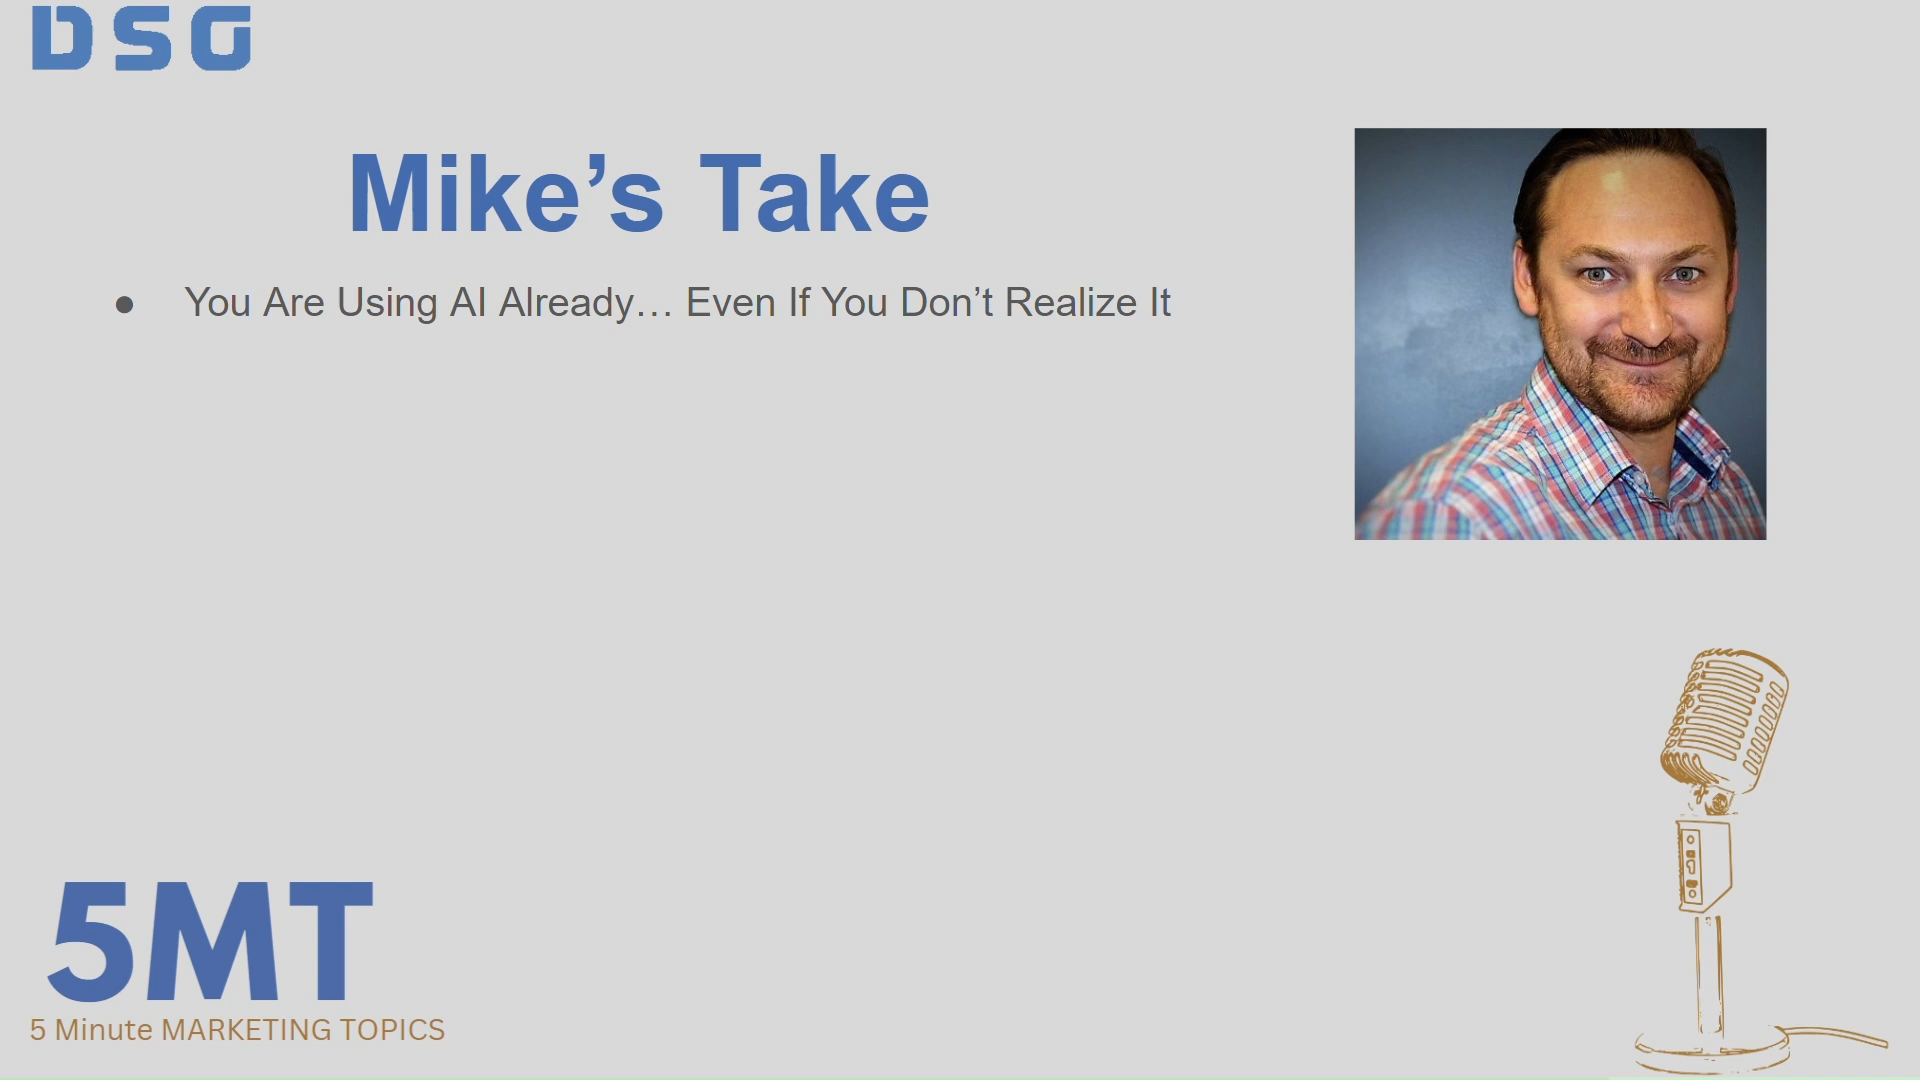 DSG
Mike’s Take
● You Are Using AI Already… Even If You Don’t Realize It
5MT
5 Minute MARKETING TOPICS